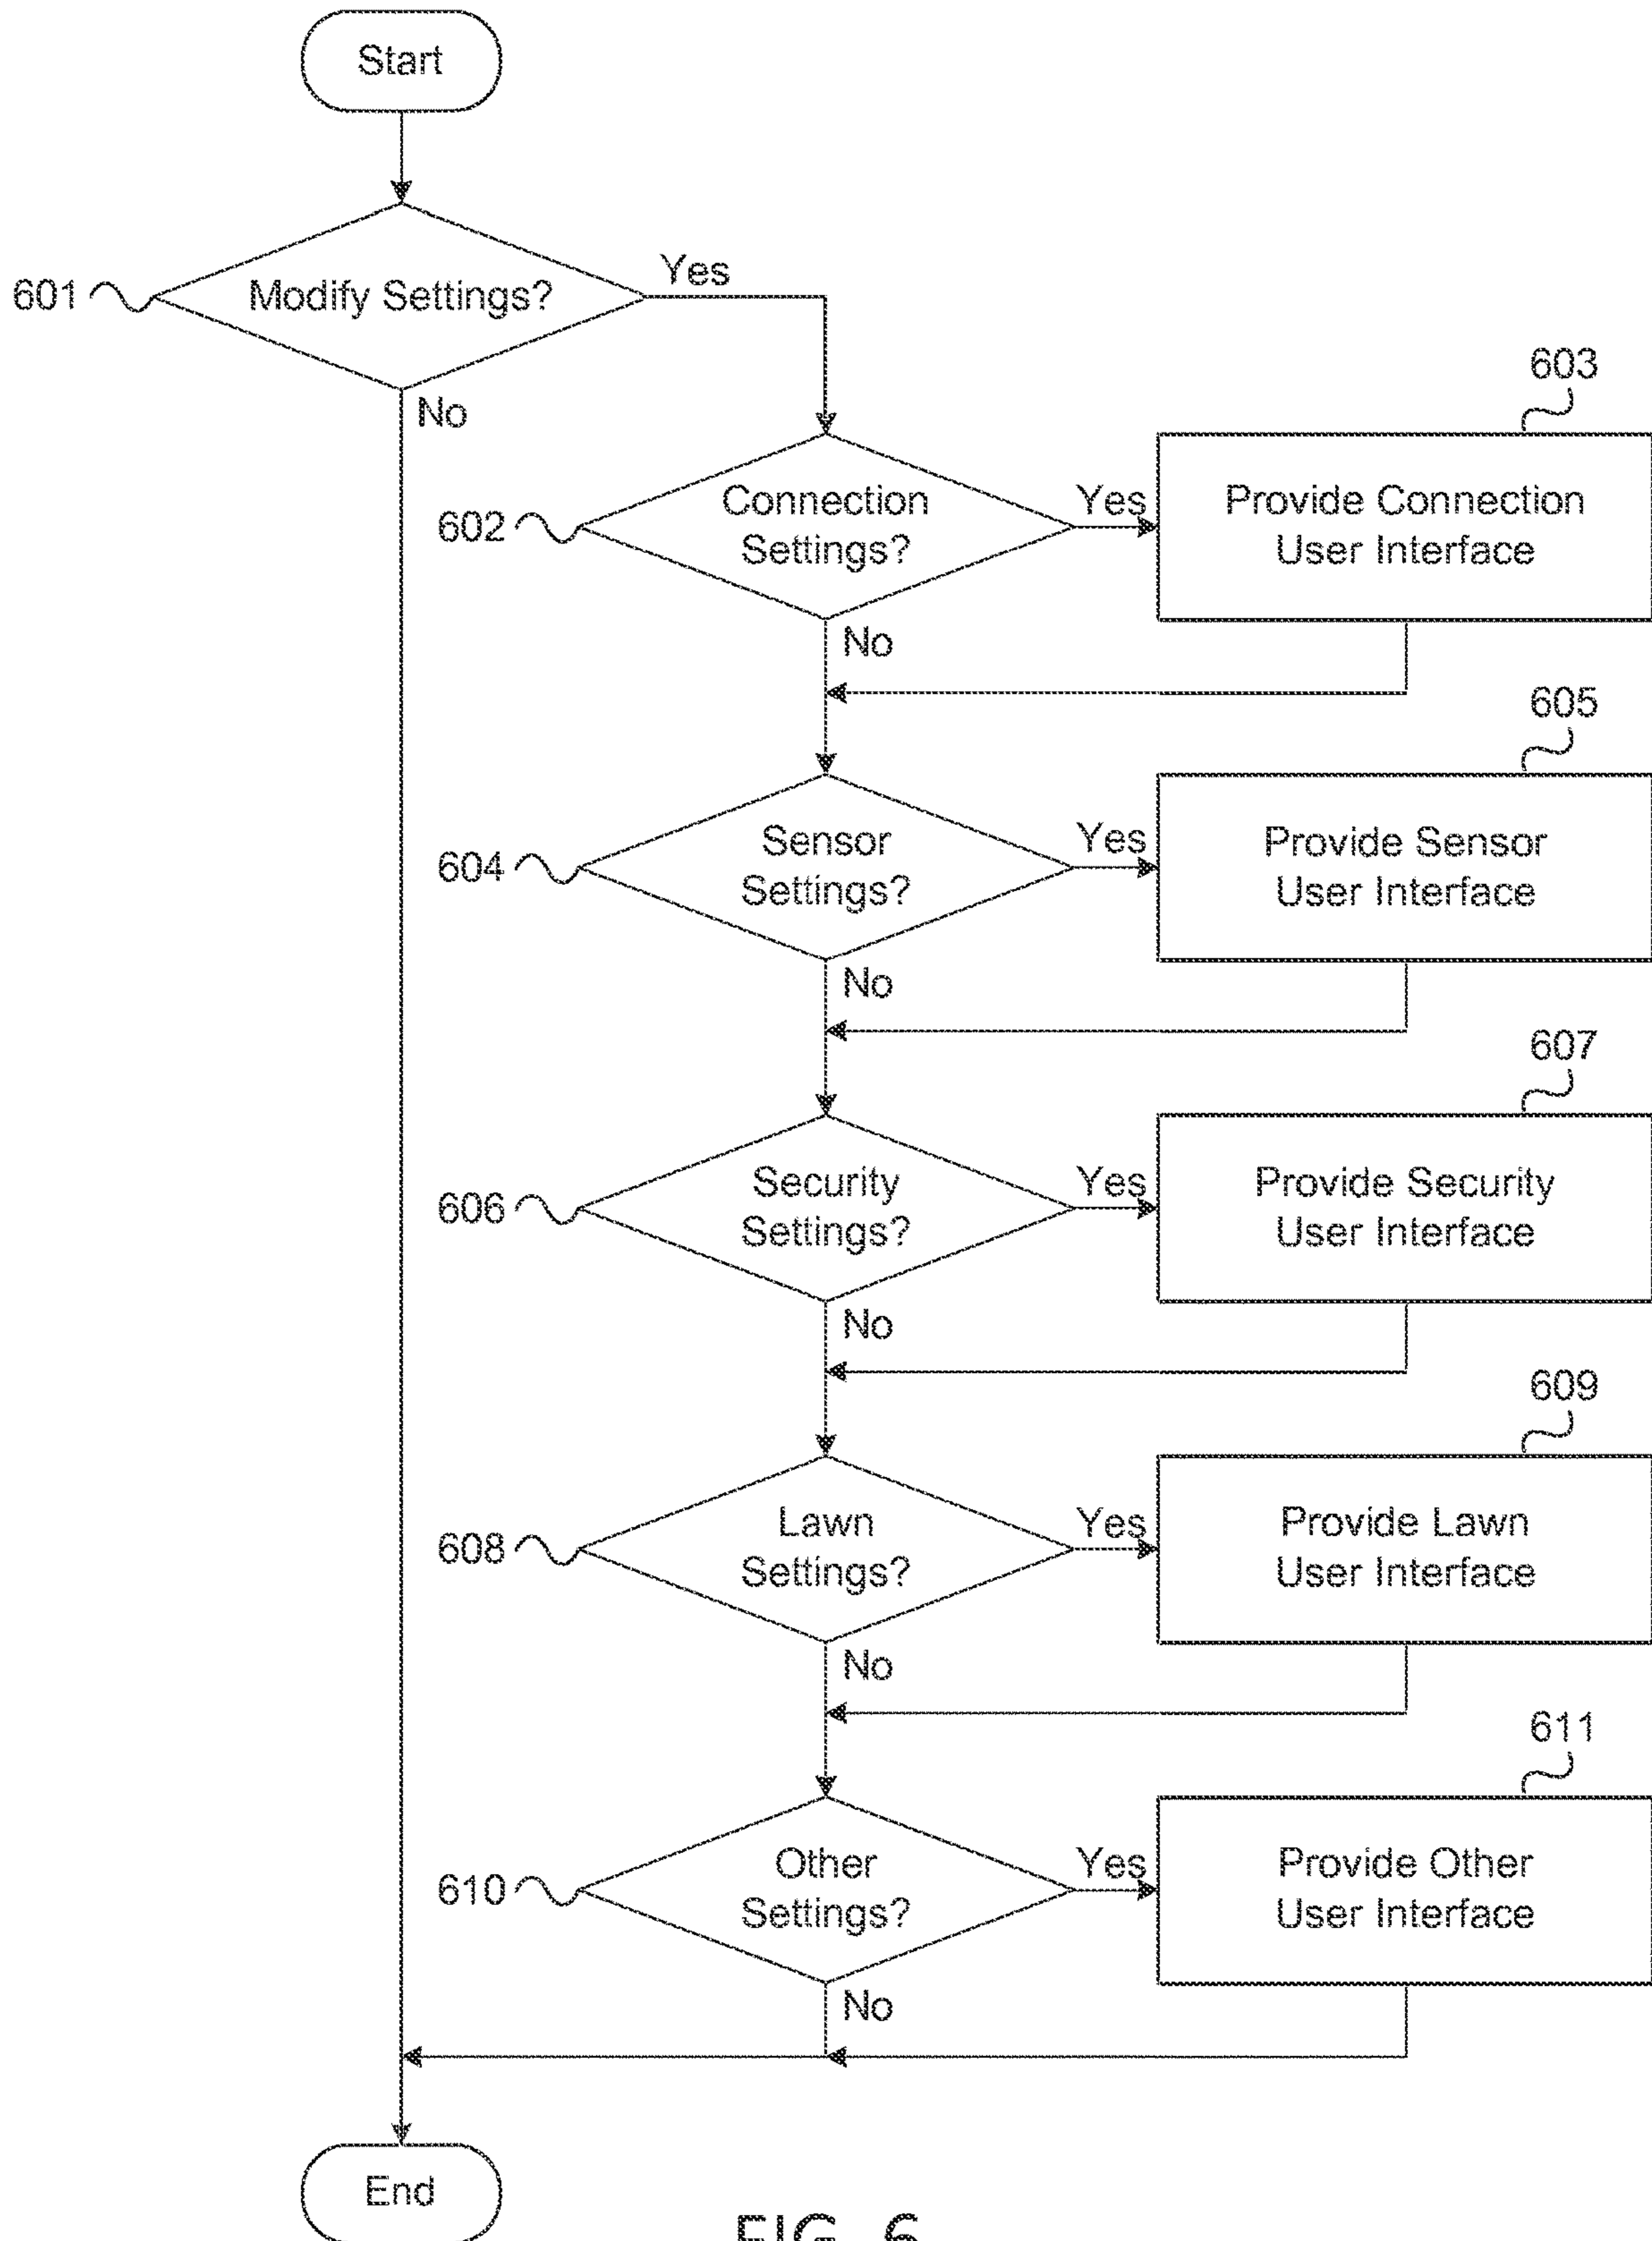 Start
601
Modify Settings?
Yes
No
603
602
Connection
Settings?
Yes
Provide Connection
User Interface
No
605
604
Sensor
Settings?
Yes
Provide Sensor
User Interface
No
607
606
Security
Settings?
Yes
Provide Security
User Interface
No
609
608
Lawn
Settings?
Yes
Provide Lawn
User Interface
No
611
610
Other
Settings?
Yes
Provide Other
User Interface
No
End
FIG. 6